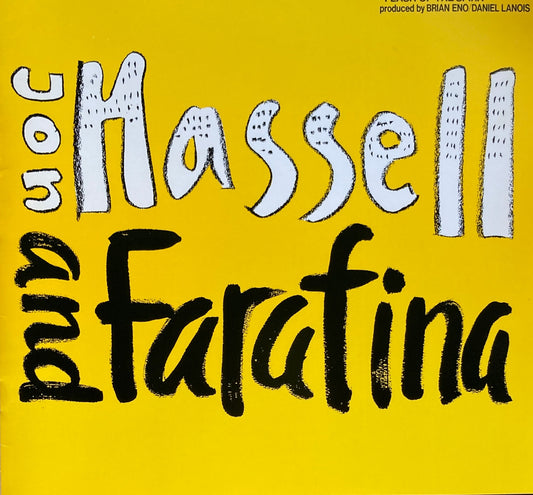 produced by BRIAN ENO/DANIEL LANOIS
Jon
Hassell
and
Farafina